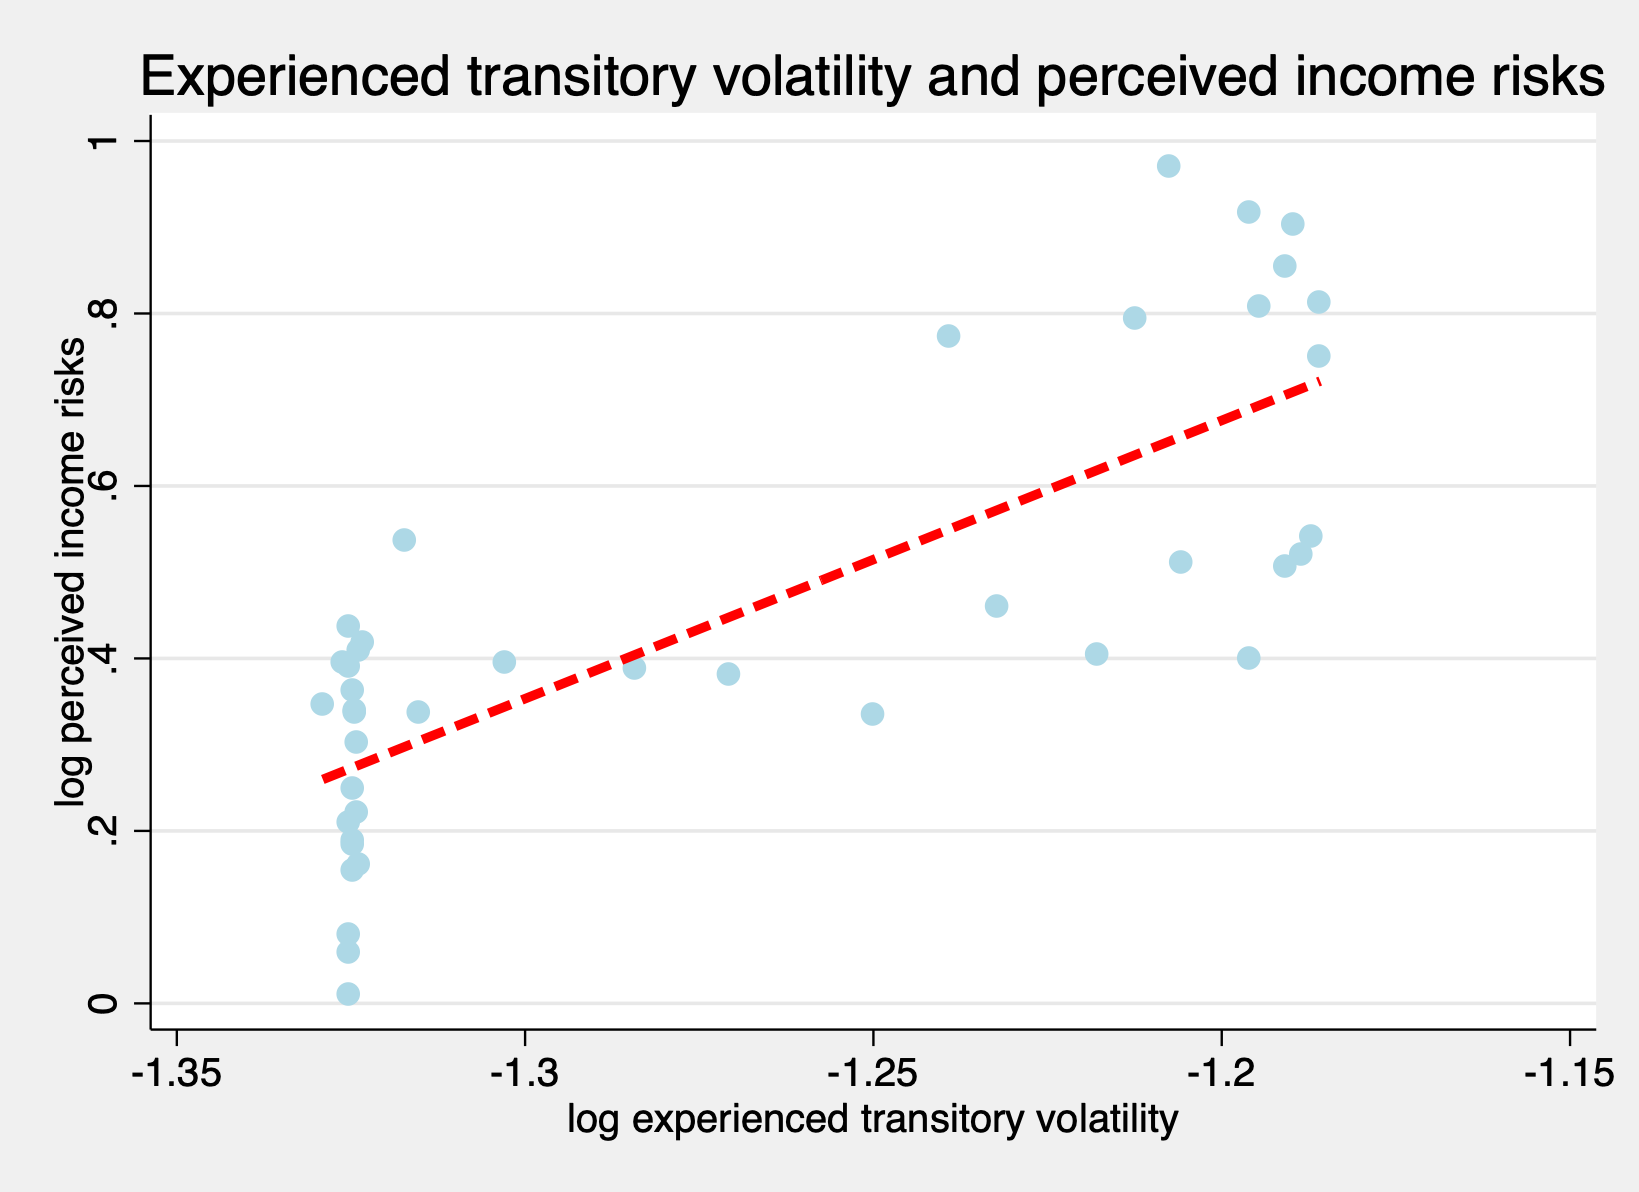 Experienced transitory volatility and perceived income risks
log perceived income risks
1
.8
.6
.4
.2
0
-1.35 -1.3 -1.25 -1.2 -1.15
log experienced transitory volatility